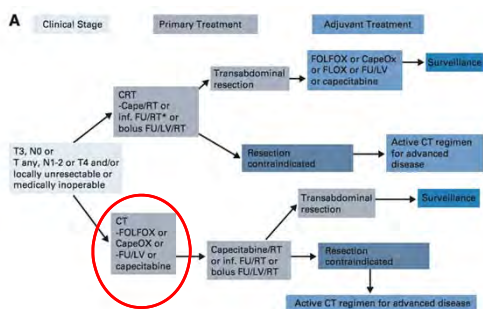 A
Clinical Stage
Primary Treatment
Adjuvant Treatment
Transabdominal
resection
FOLFOX or CapeOx
or FLOX or FU/LV
or capecitabine
Surveillance
CRT
-Cape/RT or
inf. FU/RT* or
bolus FU/LV/RT
Resection
contraindicated
Active CT regimen
for advanced
disease
T3, N0 or
T any, N1-2 or T4 and/or
locally unresectable or
medically inoperable
CT
-FOLFOX or
CapeOX or
-FU/LV or
capecitabine
Capecitabine/RT
or inf. FU/RT or
bolus FU/LV/RT
Transabdominal
resection
Surveillance
Resection
contraindicated
Active CT regimen for advanced disease